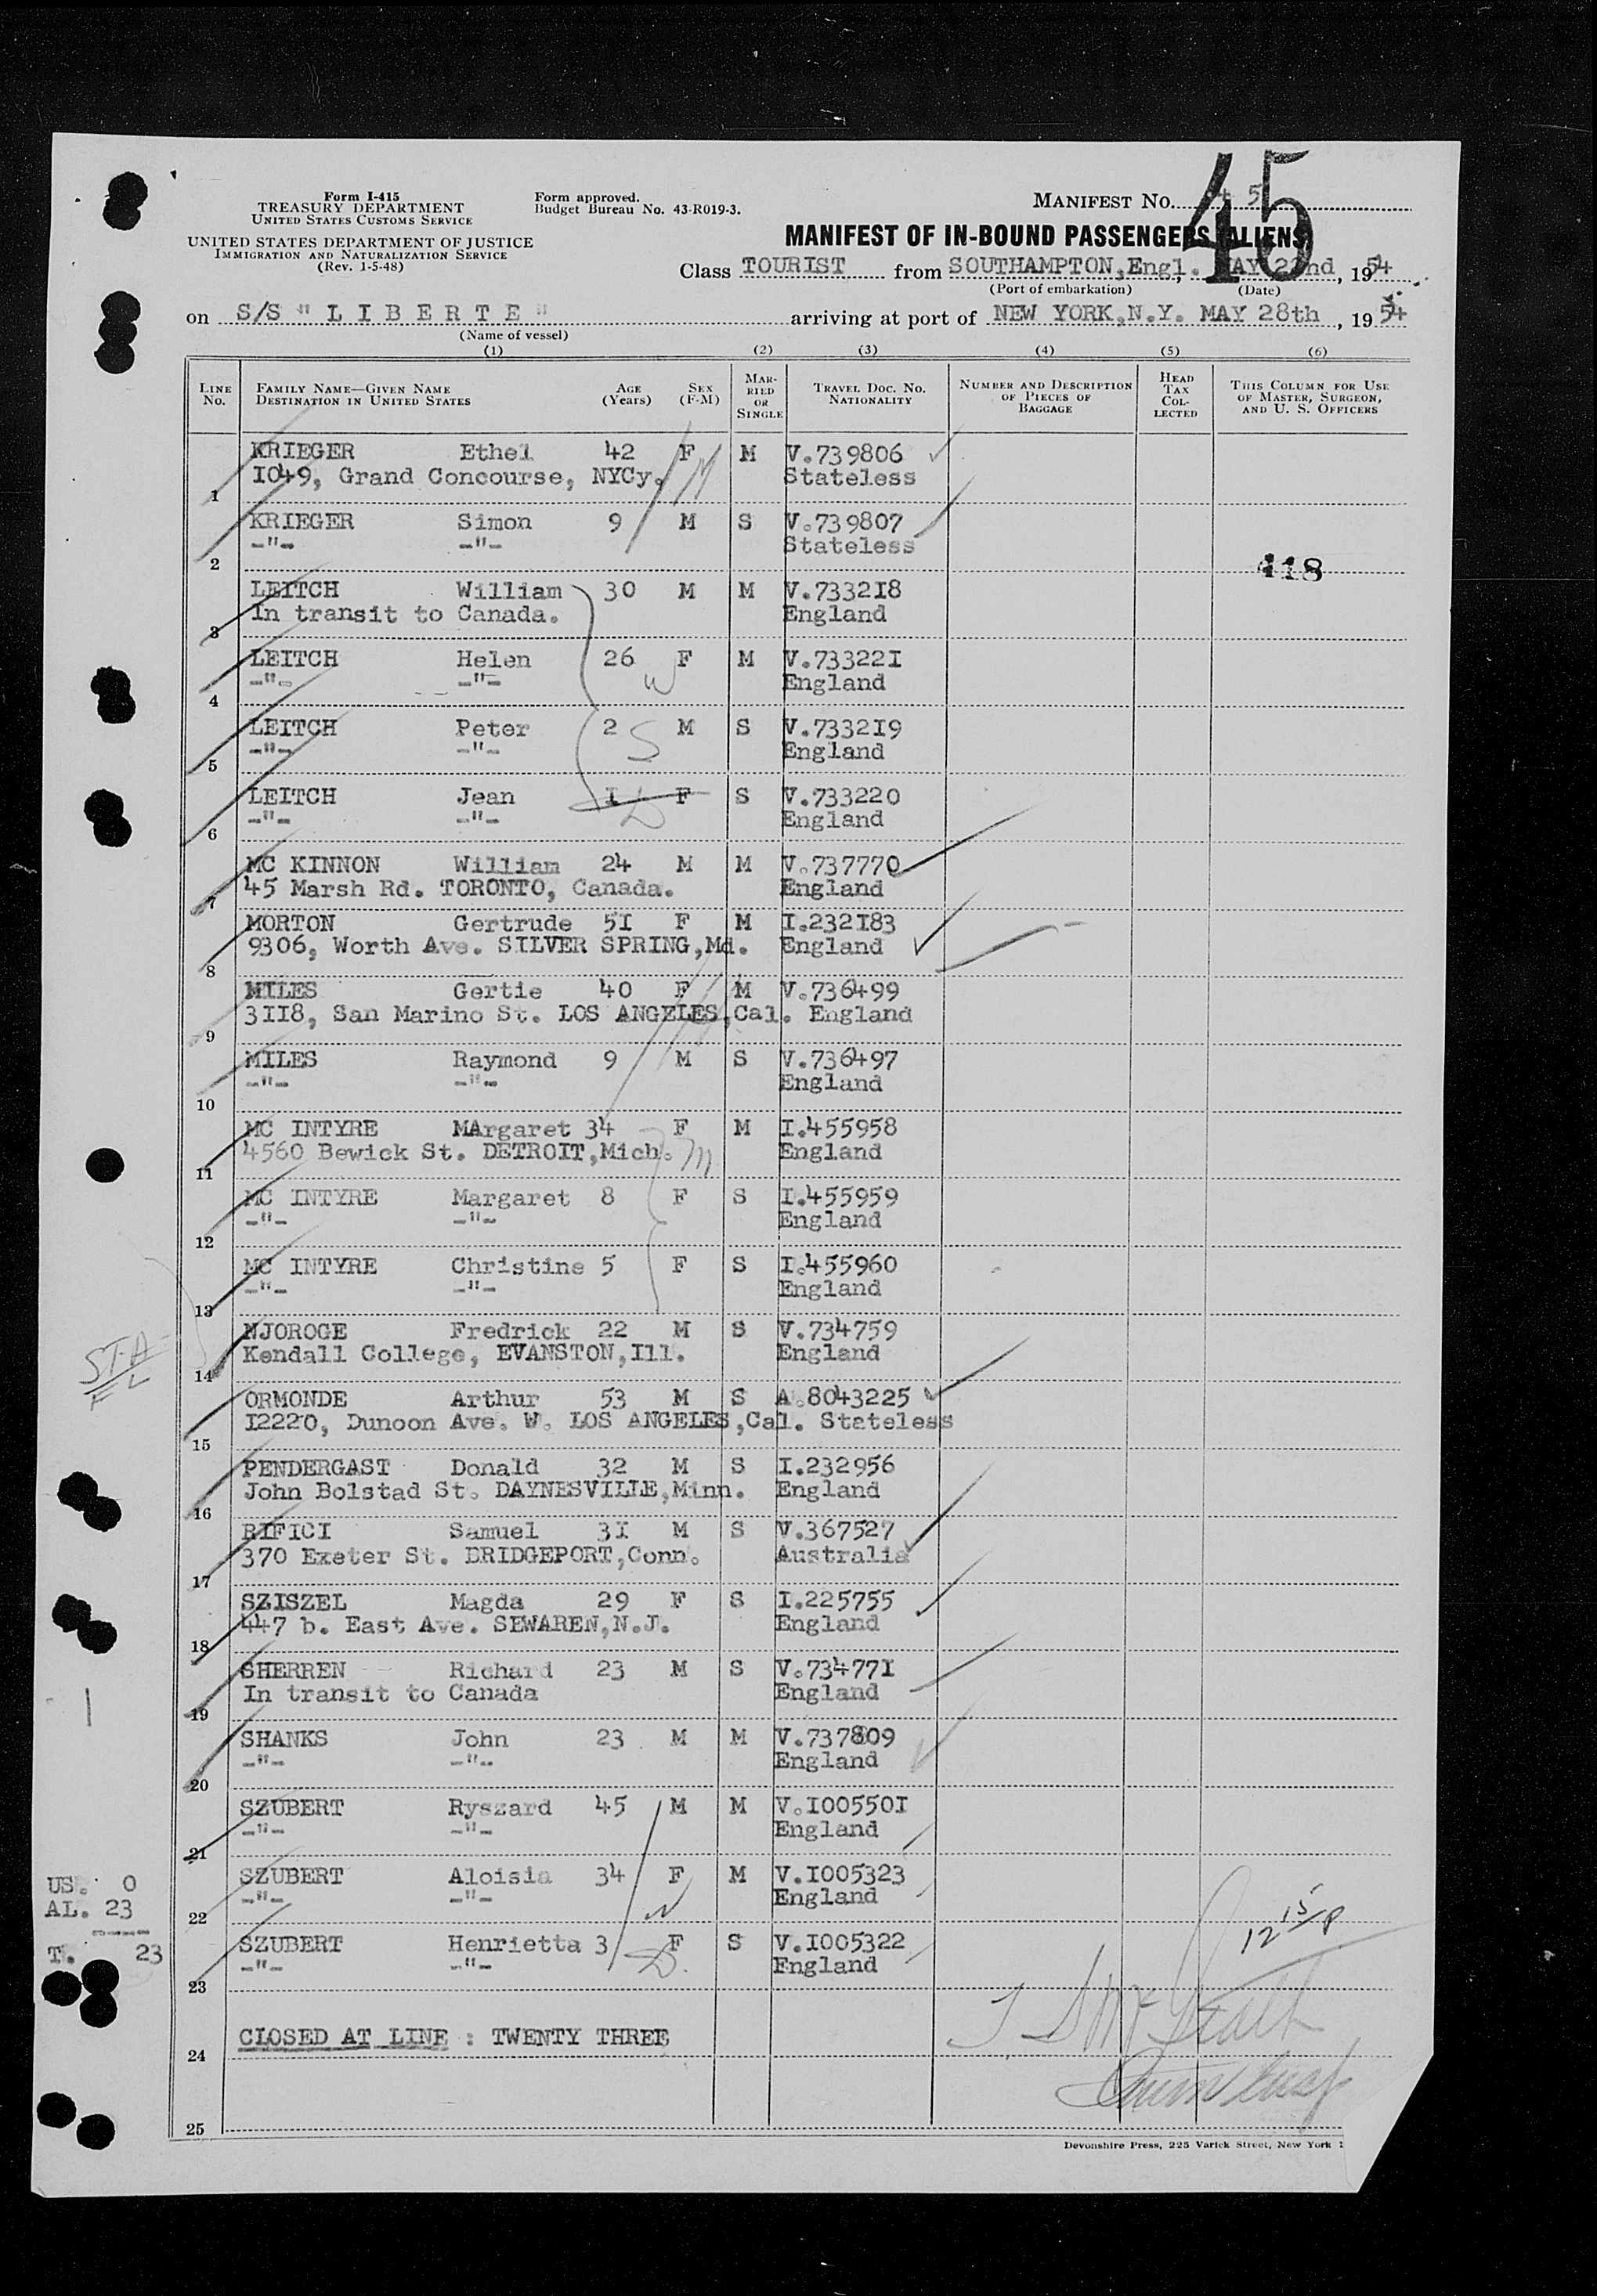 Form I-415
TREASURY DEPARTMENT
UNITED STATES CUSTOMS SERVICE
UNITED STATES DEPARTMENT OF JUSTICE
IMMIGRATION AND NATURALIZATION SERVICE
(Rev. 1-5-48)
Form approved.
Budget Bureau No. 43-R019-3.
MANIFEST NO. 45
45
MANIFEST OF IN-BOUND PASSENGERS (ALIENS)
Class TOURIST from SOUTHAMPTON, Engl., MAY 22nd, 1954
(Port of embarkation) (Date)
on S/S "LIBERTE" arriving at port of NEW YORK,N.Y. MAY 28th, 1954
(Name of vessel)
(1) (2) (3) (4) (5) (6)
LINE No. FAMILY NAME—GIVEN NAME DESTINATION IN UNITED STATES AGE (Years) SEX (F-M) MARRIED OR SINGLE TRAVEL DOC. NO. NATIONALITY NUMBER AND DESCRIPTION OF PIECES OF BAGGAGE HEAD TAX COLLECTED THIS COLUMN FOR USE OF MASTER, SURGEON, AND U. S. OFFICERS
KRIEGER Ethel 42 F M V.739806
1 1049, Grand Concourse, NYCy. M Stateless
KRIEGER Simon 9 M S V.739807
2 -"- -"- Stateless
418
LEITCH William 30 M M V.733218
3 In transit to Canada. England
LEITCH Helen 26 F M V.733221
4 -"- -"- W England
LEITCH Peter 2 M S V.733219
5 -"- -"- S England
LEITCH Jean I F S V.733220
6 -"- -"- D England
MC KINNON William 24 M M V.737770
7 45 Marsh Rd. TORONTO, Canada. England
MORTON Gertrude 51 F M I.232183
8 9306, Worth Ave. SILVER SPRING,Md. England
MILES Gertie 40 F M V.736499
9 3118, San Marino St. LOS ANGELES,Cal. England
MILES Raymond 9 M S V.736497
10 -"- -"- England
MC INTYRE MArgaret 34 F M I.455958
11 4560 Bewick St. DETROIT,Mich. M England
MC INTYRE Margaret 8 F S I.455959
12 -"- -"- England
MC INTYRE Christine 5 F S I.455960
13 -"- -"- England
NJOROGE Fredrick 22 M S V.734759
14 Kendall College, EVANSTON,Ill. England
ORMONDE Arthur 53 M S A.8043225
15 12220, Dunoon Ave. W. LOS ANGELES,Cal. Stateless
PENDERGAST Donald 32 M S I.232956
16 John Bolstad St. DAYNESVILLE,Minn. England
RIFICI Samuel 31 M S V.367527
17 370 Exeter St. BRIDGEPORT,Conn. Australia
SZISZEL Magda 29 F S I.225755
18 447 b. East Ave. SEWAREN,N.J. England
SHERREN Richard 23 M S V.734771
19 In transit to Canada England
SHANKS John 23 M M V.737809
20 -"- -"- England
SZUBERT Ryszard 45 M M V.1005501
21 -"- -"- England
SZUBERT Aloisia 34 F M V.1005323
22 -"- -"- W England
SZUBERT Henrietta 3 F S V.1005322
23 -"- -"- D. England
US. 0
AL. 23
T. 23
12 15 P
24 CLOSED AT LINE : TWENTY THREE
25
Devonshire Press, 225 Varick Street, New York 1